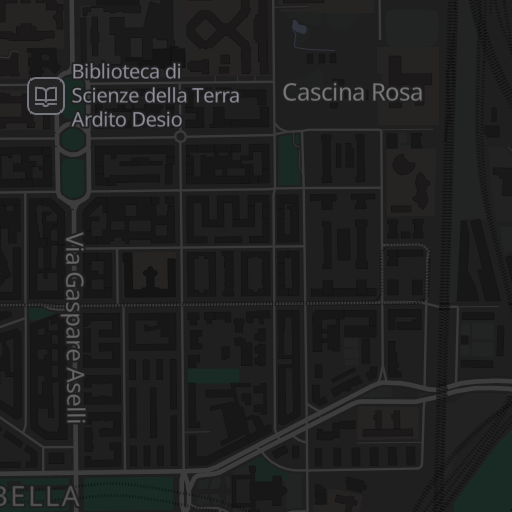 Biblioteca di
Scienze della Terra
Ardito Desio
Cascina Rosa
Via Gaspare Aselli
BELLA